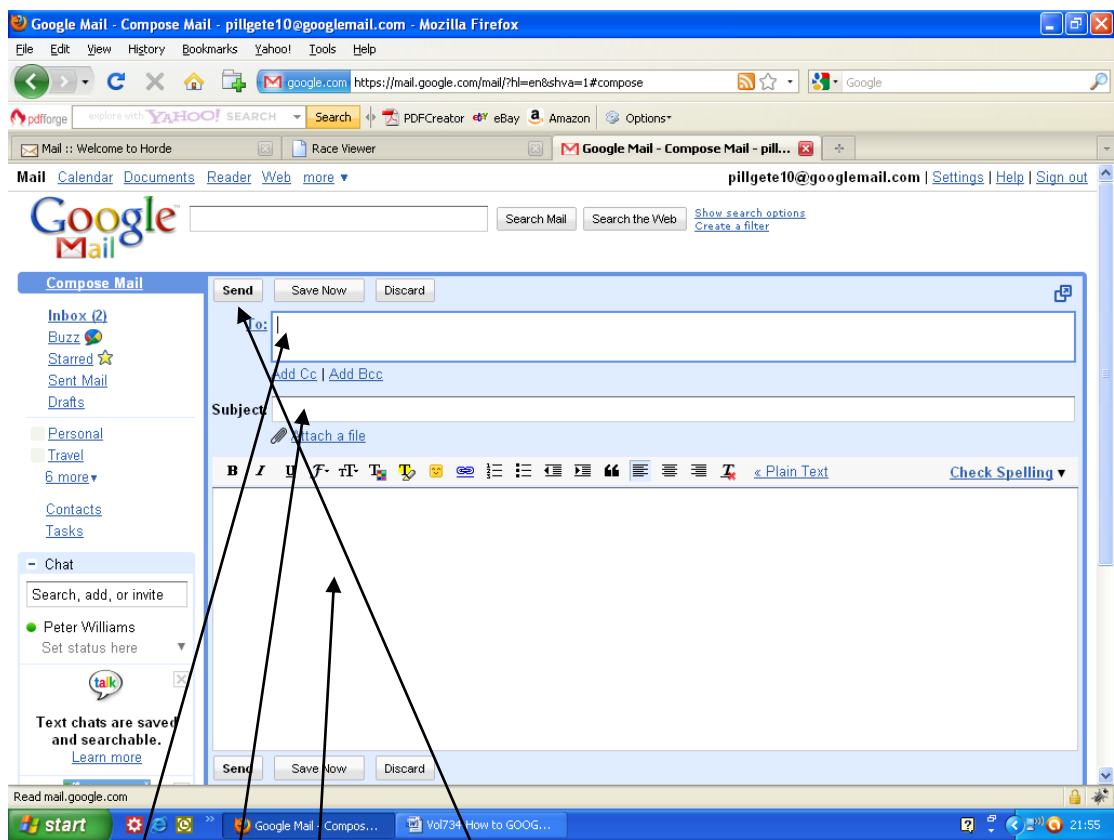 Google Mail - Compose Mail - pillgete10@googlemail.com - Mozilla Firefox
File Edit View History Bookmarks Yahoo! Tools Help
google.com https://mail.google.com/mail/?hl=en&shva=1#compose Google
pdfforge explore with YAHOO! SEARCH Search PDFCreator eBay Amazon Options
Mail :: Welcome to Horde Race Viewer Google Mail - Compose Mail - pill...
Mail Calendar Documents Reader Web more ▼ pillgete10@googlemail.com | Settings | Help | Sign out
Google Mail Search Mail Search the Web Show search options
Create a filter
Compose Mail Send Save Now Discard
Inbox (2) To:
Buzz
Starred
Sent Mail Add Cc | Add Bcc
Drafts Subject:
Personal Attach a file
Travel
6 more▼ B I U « Plain Text Check Spelling ▼
Contacts
Tasks
– Chat
Search, add, or invite
Peter Williams
Set status here
talk
Text chats are saved
and searchable.
Learn more
Send Save Now Discard
Read mail.google.com
start Google Mail - Compos... Vol734 How to GOOG... 21:55